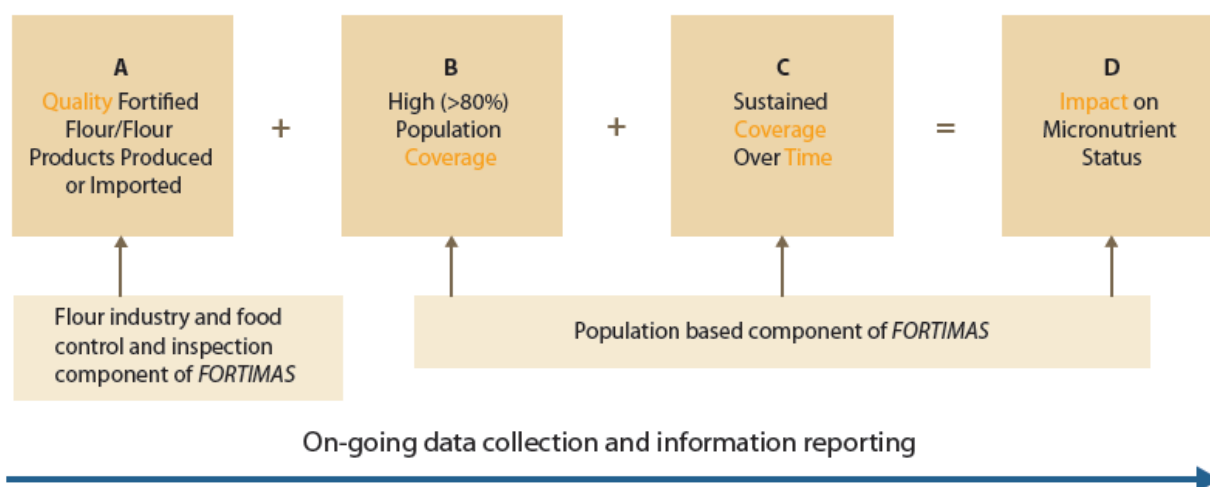 A
Quality Fortified
Flour/Flour
Products Produced
or Imported
+
B
High (>80%)
Population
Coverage
+
C
Sustained
Coverage
Over Time
=
D
Impact on
Micronutrient
Status
Flour industry and food
control and inspection
component of FORTIMAS
Population based component of FORTIMAS
On-going data collection and information reporting